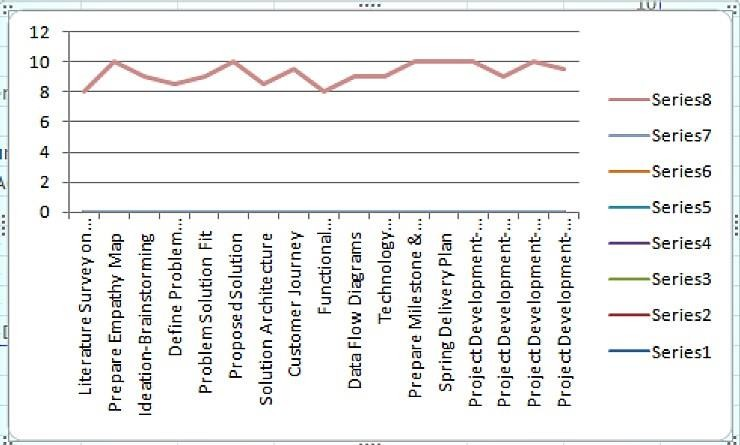 12
10
8
6
4
2
0
Literature Survey on...
Prepare Empathy Map
Ideation-Brainstorming
Define Problem...
Problem Solution Fit
Proposed Solution
Solution Architecture
Customer Journey
Functional...
Data Flow Diagrams
Technology...
Prepare Milestone &...
Spring Delivery Plan
Project Development-...
Project Development-...
Project Development-...
Project Development-...
Series8
Series7
Series6
Series5
Series4
Series3
Series2
Series1